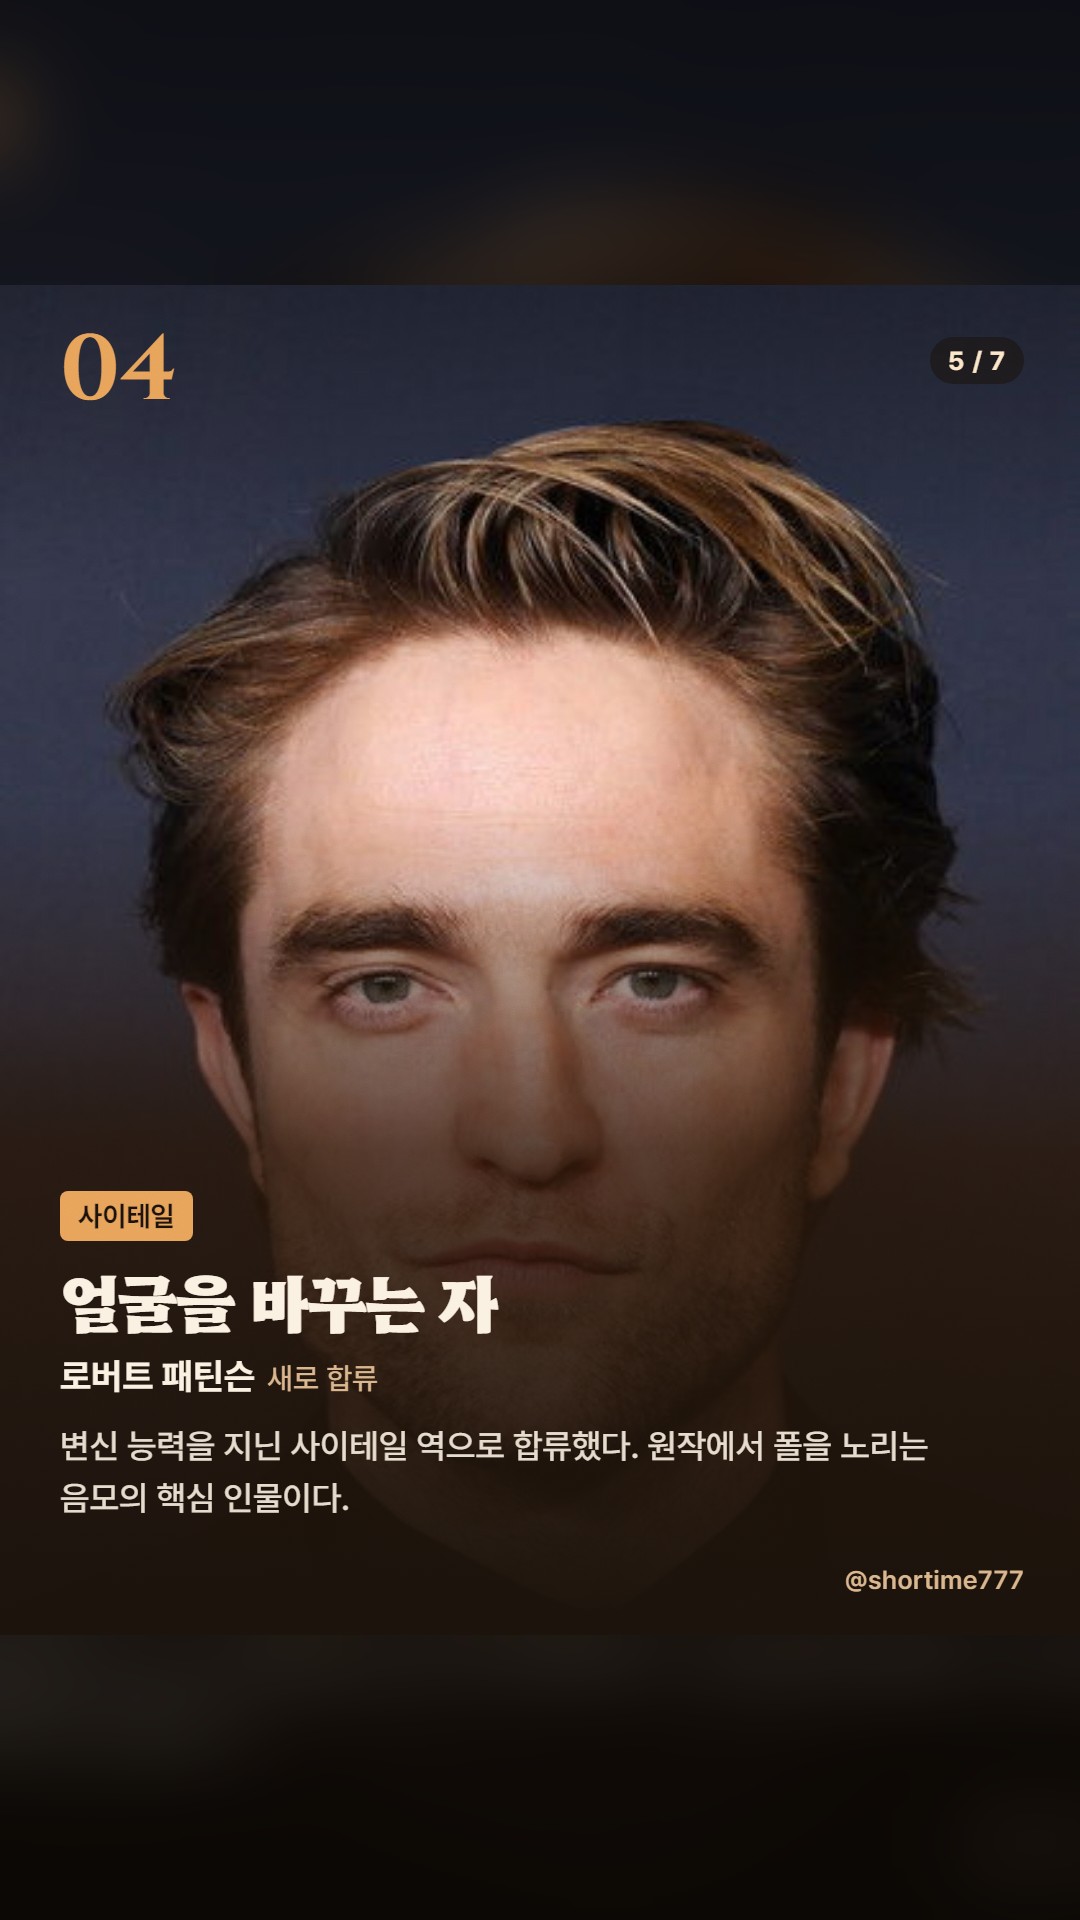 04
5 / 7
사이테일
얼굴을 바꾸는 자
로버트 패틴슨 새로 합류
변신 능력을 지닌 사이테일 역으로 합류했다. 원작에서 폴을 노리는
음모의 핵심 인물이다.
@shortime777